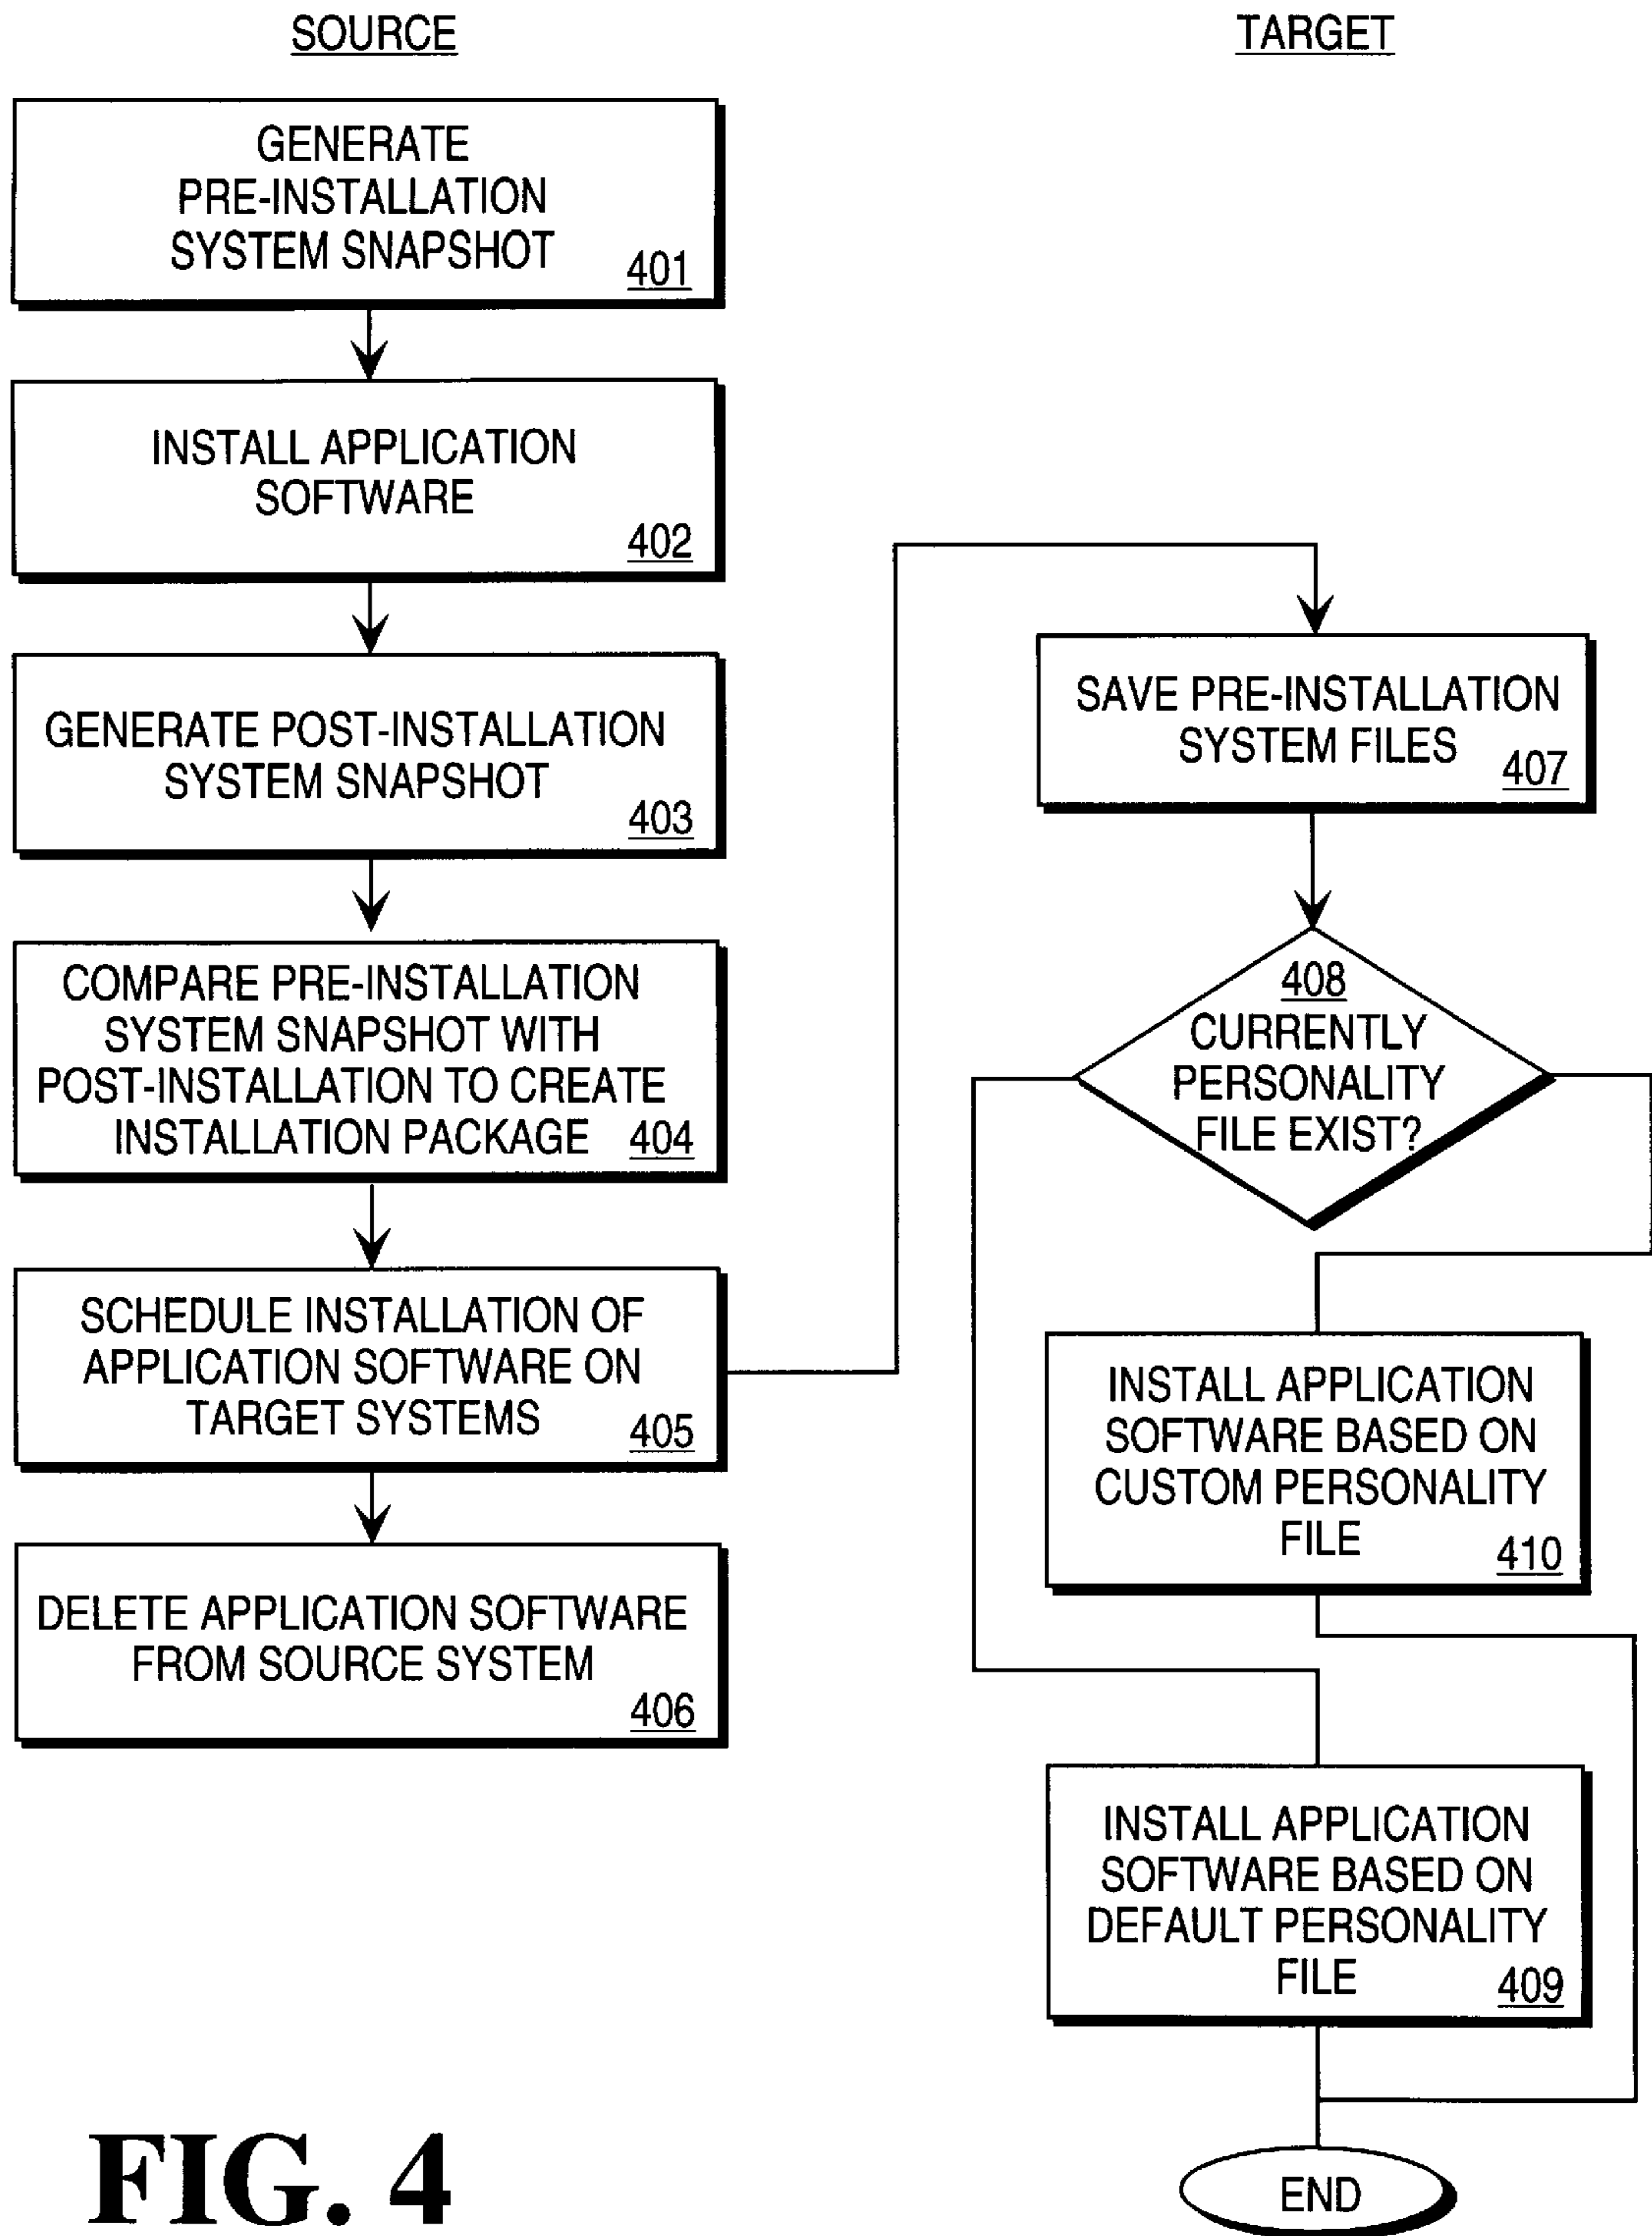 SOURCE
GENERATE
PRE-INSTALLATION
SYSTEM SNAPSHOT
401
INSTALL APPLICATION
SOFTWARE
402
GENERATE POST-INSTALLATION
SYSTEM SNAPSHOT
403
COMPARE PRE-INSTALLATION
SYSTEM SNAPSHOT WITH
POST-INSTALLATION TO CREATE
INSTALLATION PACKAGE 404
SCHEDULE INSTALLATION OF
APPLICATION SOFTWARE ON
TARGET SYSTEMS
405
DELETE APPLICATION SOFTWARE
FROM SOURCE SYSTEM
406
TARGET
SAVE PRE-INSTALLATION
SYSTEM FILES
407
408
CURRENTLY
PERSONALITY
FILE EXIST?
INSTALL APPLICATION
SOFTWARE BASED ON
CUSTOM PERSONALITY
FILE
410
INSTALL APPLICATION
SOFTWARE BASED ON
DEFAULT PERSONALITY
FILE
409
END
FIG. 4